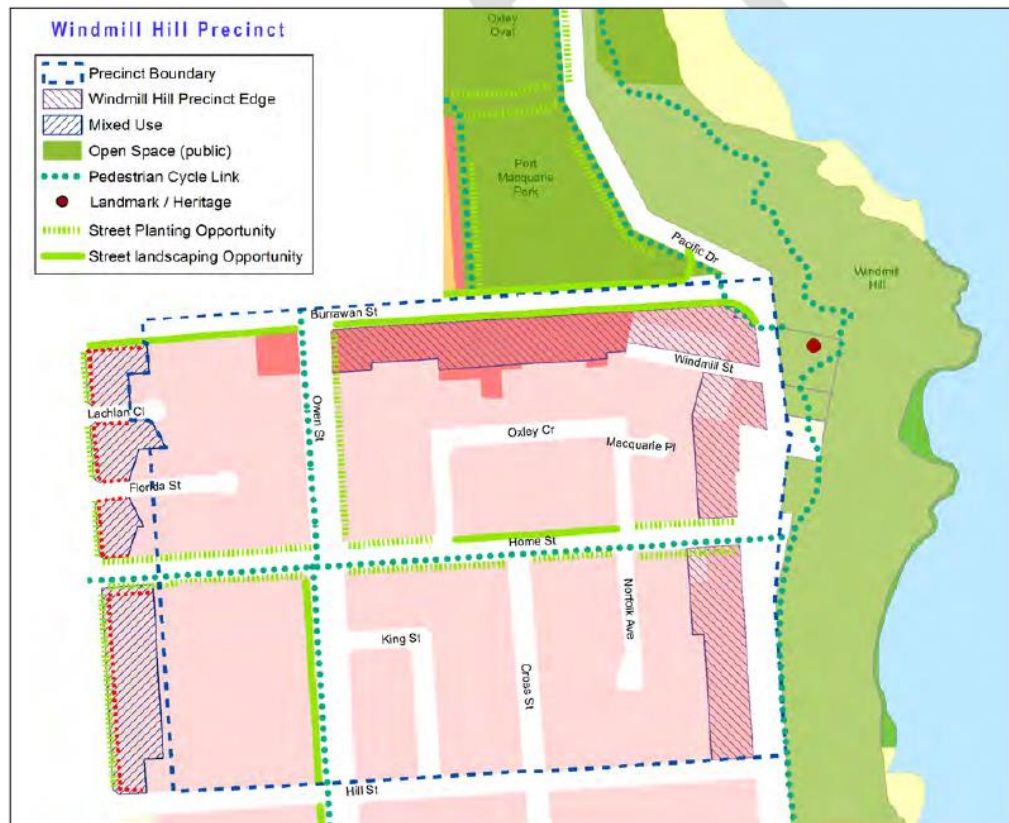 Windmill Hill Precinct
Precinct Boundary
Windmill Hill Precinct Edge
Mixed Use
Open Space (public)
Pedestrian Cycle Link
Landmark / Heritage
Street Planting Opportunity
Street landscaping Opportunity
Oxley
Oval
Port
Macquarie
Park
Pacific Dr
Windmill
Hill
Burrawan St
Windmill St
Lachlan Cl
Owen St
Oxley Cr
Macquarie Pl
Florida St
Home St
Norfolk Ave
King St
Cross St
Hill St